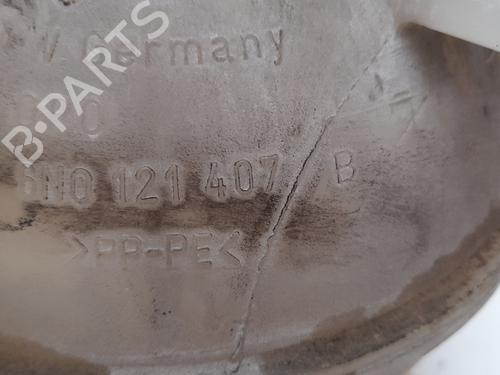 B-PARTS
Germany
6N0 121 407 B
>PP-PE<